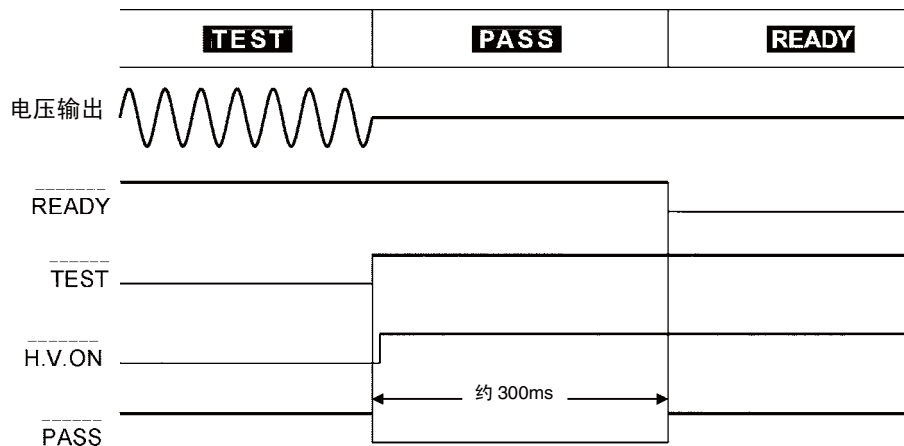 TEST PASS READY
电压输出
READY
TEST
H.V.ON
约 300ms
PASS